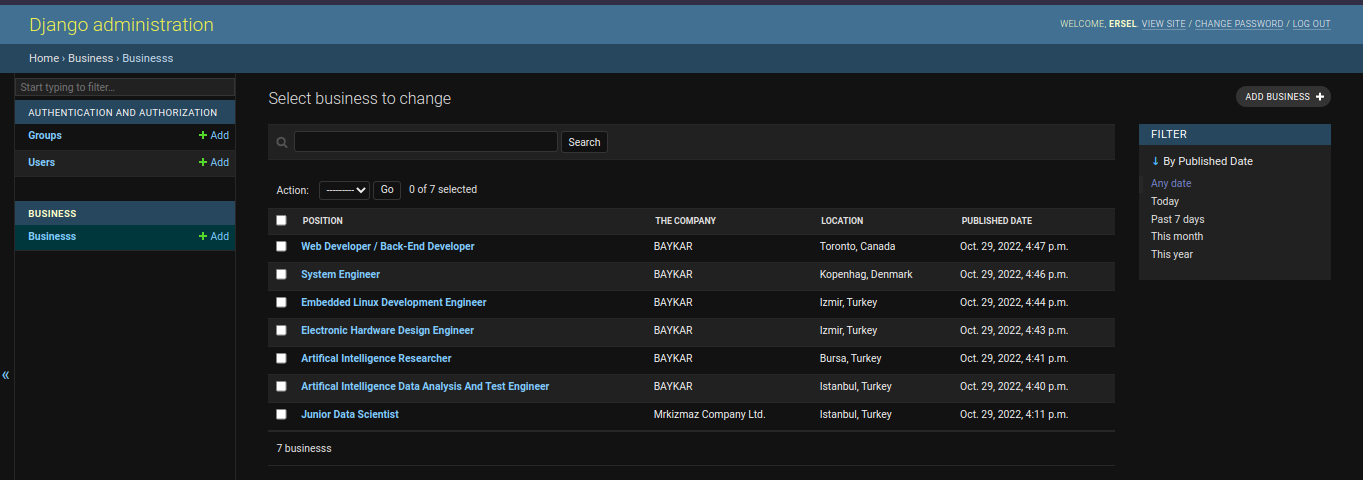 Django administration
WELCOME, ERSEL. VIEW SITE / CHANGE PASSWORD / LOG OUT
Home › Business › Businesss
Start typing to filter...
AUTHENTICATION AND AUTHORIZATION
Groups + Add
Users + Add
BUSINESS
Businesss + Add
«
Select business to change
ADD BUSINESS +
Search
Action: --------- Go 0 of 7 selected
POSITION THE COMPANY LOCATION PUBLISHED DATE
Web Developer / Back-End Developer BAYKAR Toronto, Canada Oct. 29, 2022, 4:47 p.m.
System Engineer BAYKAR Kopenhag, Denmark Oct. 29, 2022, 4:46 p.m.
Embedded Linux Development Engineer BAYKAR Izmir, Turkey Oct. 29, 2022, 4:44 p.m.
Electronic Hardware Design Engineer BAYKAR Izmir, Turkey Oct. 29, 2022, 4:43 p.m.
Artifical Intelligence Researcher BAYKAR Bursa, Turkey Oct. 29, 2022, 4:41 p.m.
Artifical Intelligence Data Analysis And Test Engineer BAYKAR Istanbul, Turkey Oct. 29, 2022, 4:40 p.m.
Junior Data Scientist Mrkizmaz Company Ltd. Istanbul, Turkey Oct. 29, 2022, 4:11 p.m.
7 businesss
FILTER
↓ By Published Date
Any date
Today
Past 7 days
This month
This year